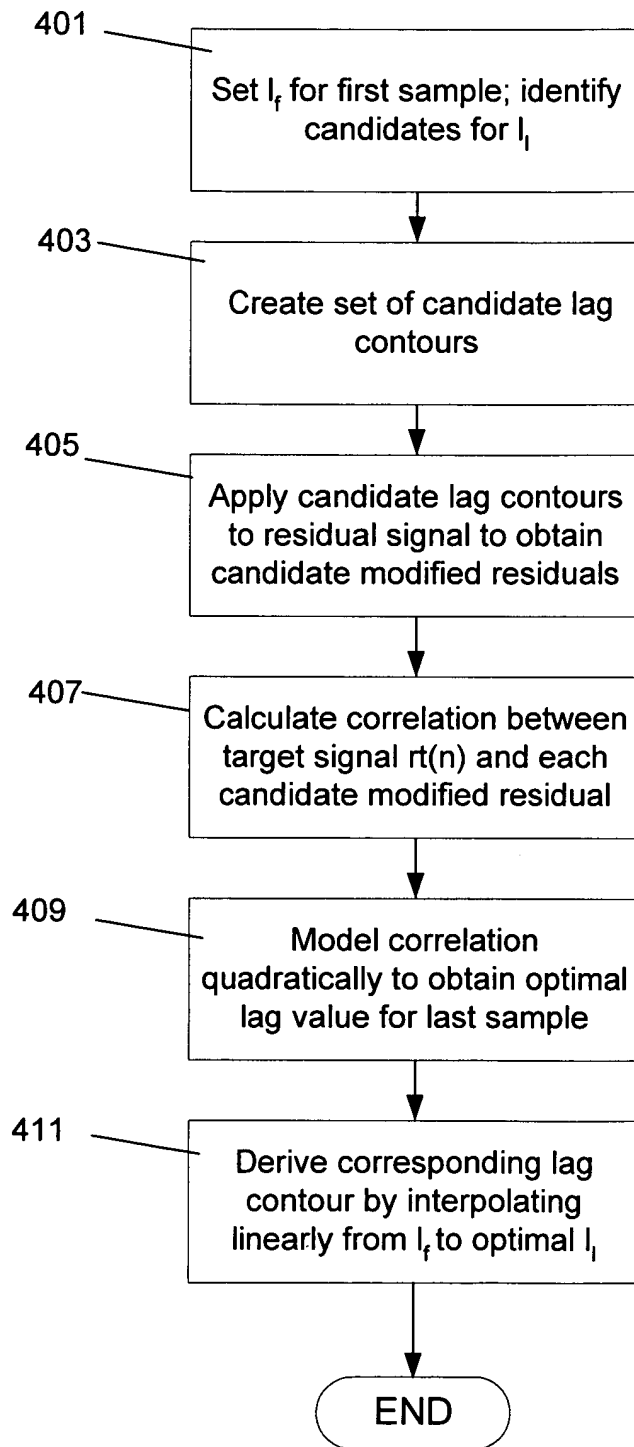 401
Set l_f for first sample; identify
candidates for l_l
403
Create set of candidate lag
contours
405
Apply candidate lag contours
to residual signal to obtain
candidate modified residuals
407
Calculate correlation between
target signal rt(n) and each
candidate modified residual
409
Model correlation
quadratically to obtain optimal
lag value for last sample
411
Derive corresponding lag
contour by interpolating
linearly from l_f to optimal l_l
END